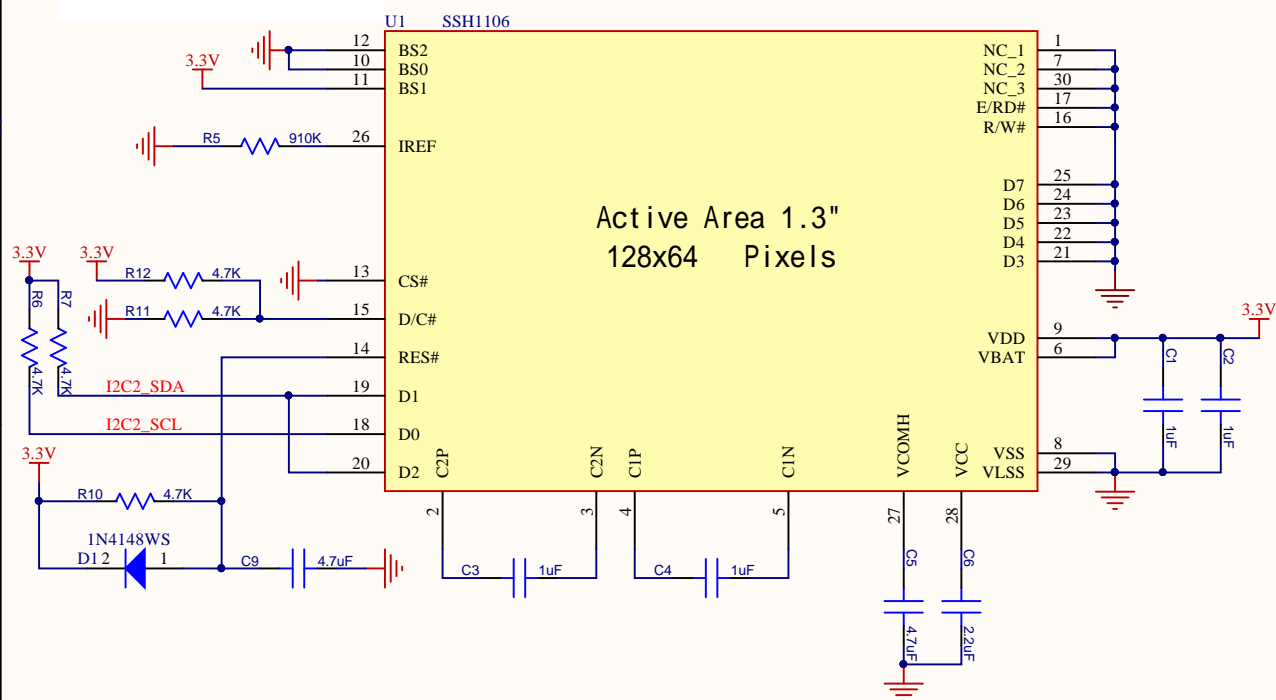 U1 SSH1106
12 BS2
10 BS0
3.3V
11 BS1
R5 910K 26 IREF
3.3V 3.3V
R12 4.7K
13 CS#
R11 4.7K 15 D/C#
R6 4.7K
R7 4.7K
14 RES#
I2C2_SDA 19 D1
I2C2_SCL 18 D0
20 D2
3.3V
R10 4.7K
1N4148WS
D1 2 1
C9 4.7uF
Active Area 1.3"
128x64 Pixels
NC_1 1
NC_2 7
NC_3 30
E/RD# 17
R/W# 16
D7 25
D6 24
D5 23
D4 22
D3 21
3.3V
VDD 9
VBAT 6
C1 1uF
C2 1uF
VSS 8
VLSS 29
C2P C2N C1P C1N VCOMH VCC
2 3 4 5 27 28
C3 1uF
C4 1uF
C5 4.7uF
C6 2.2uF